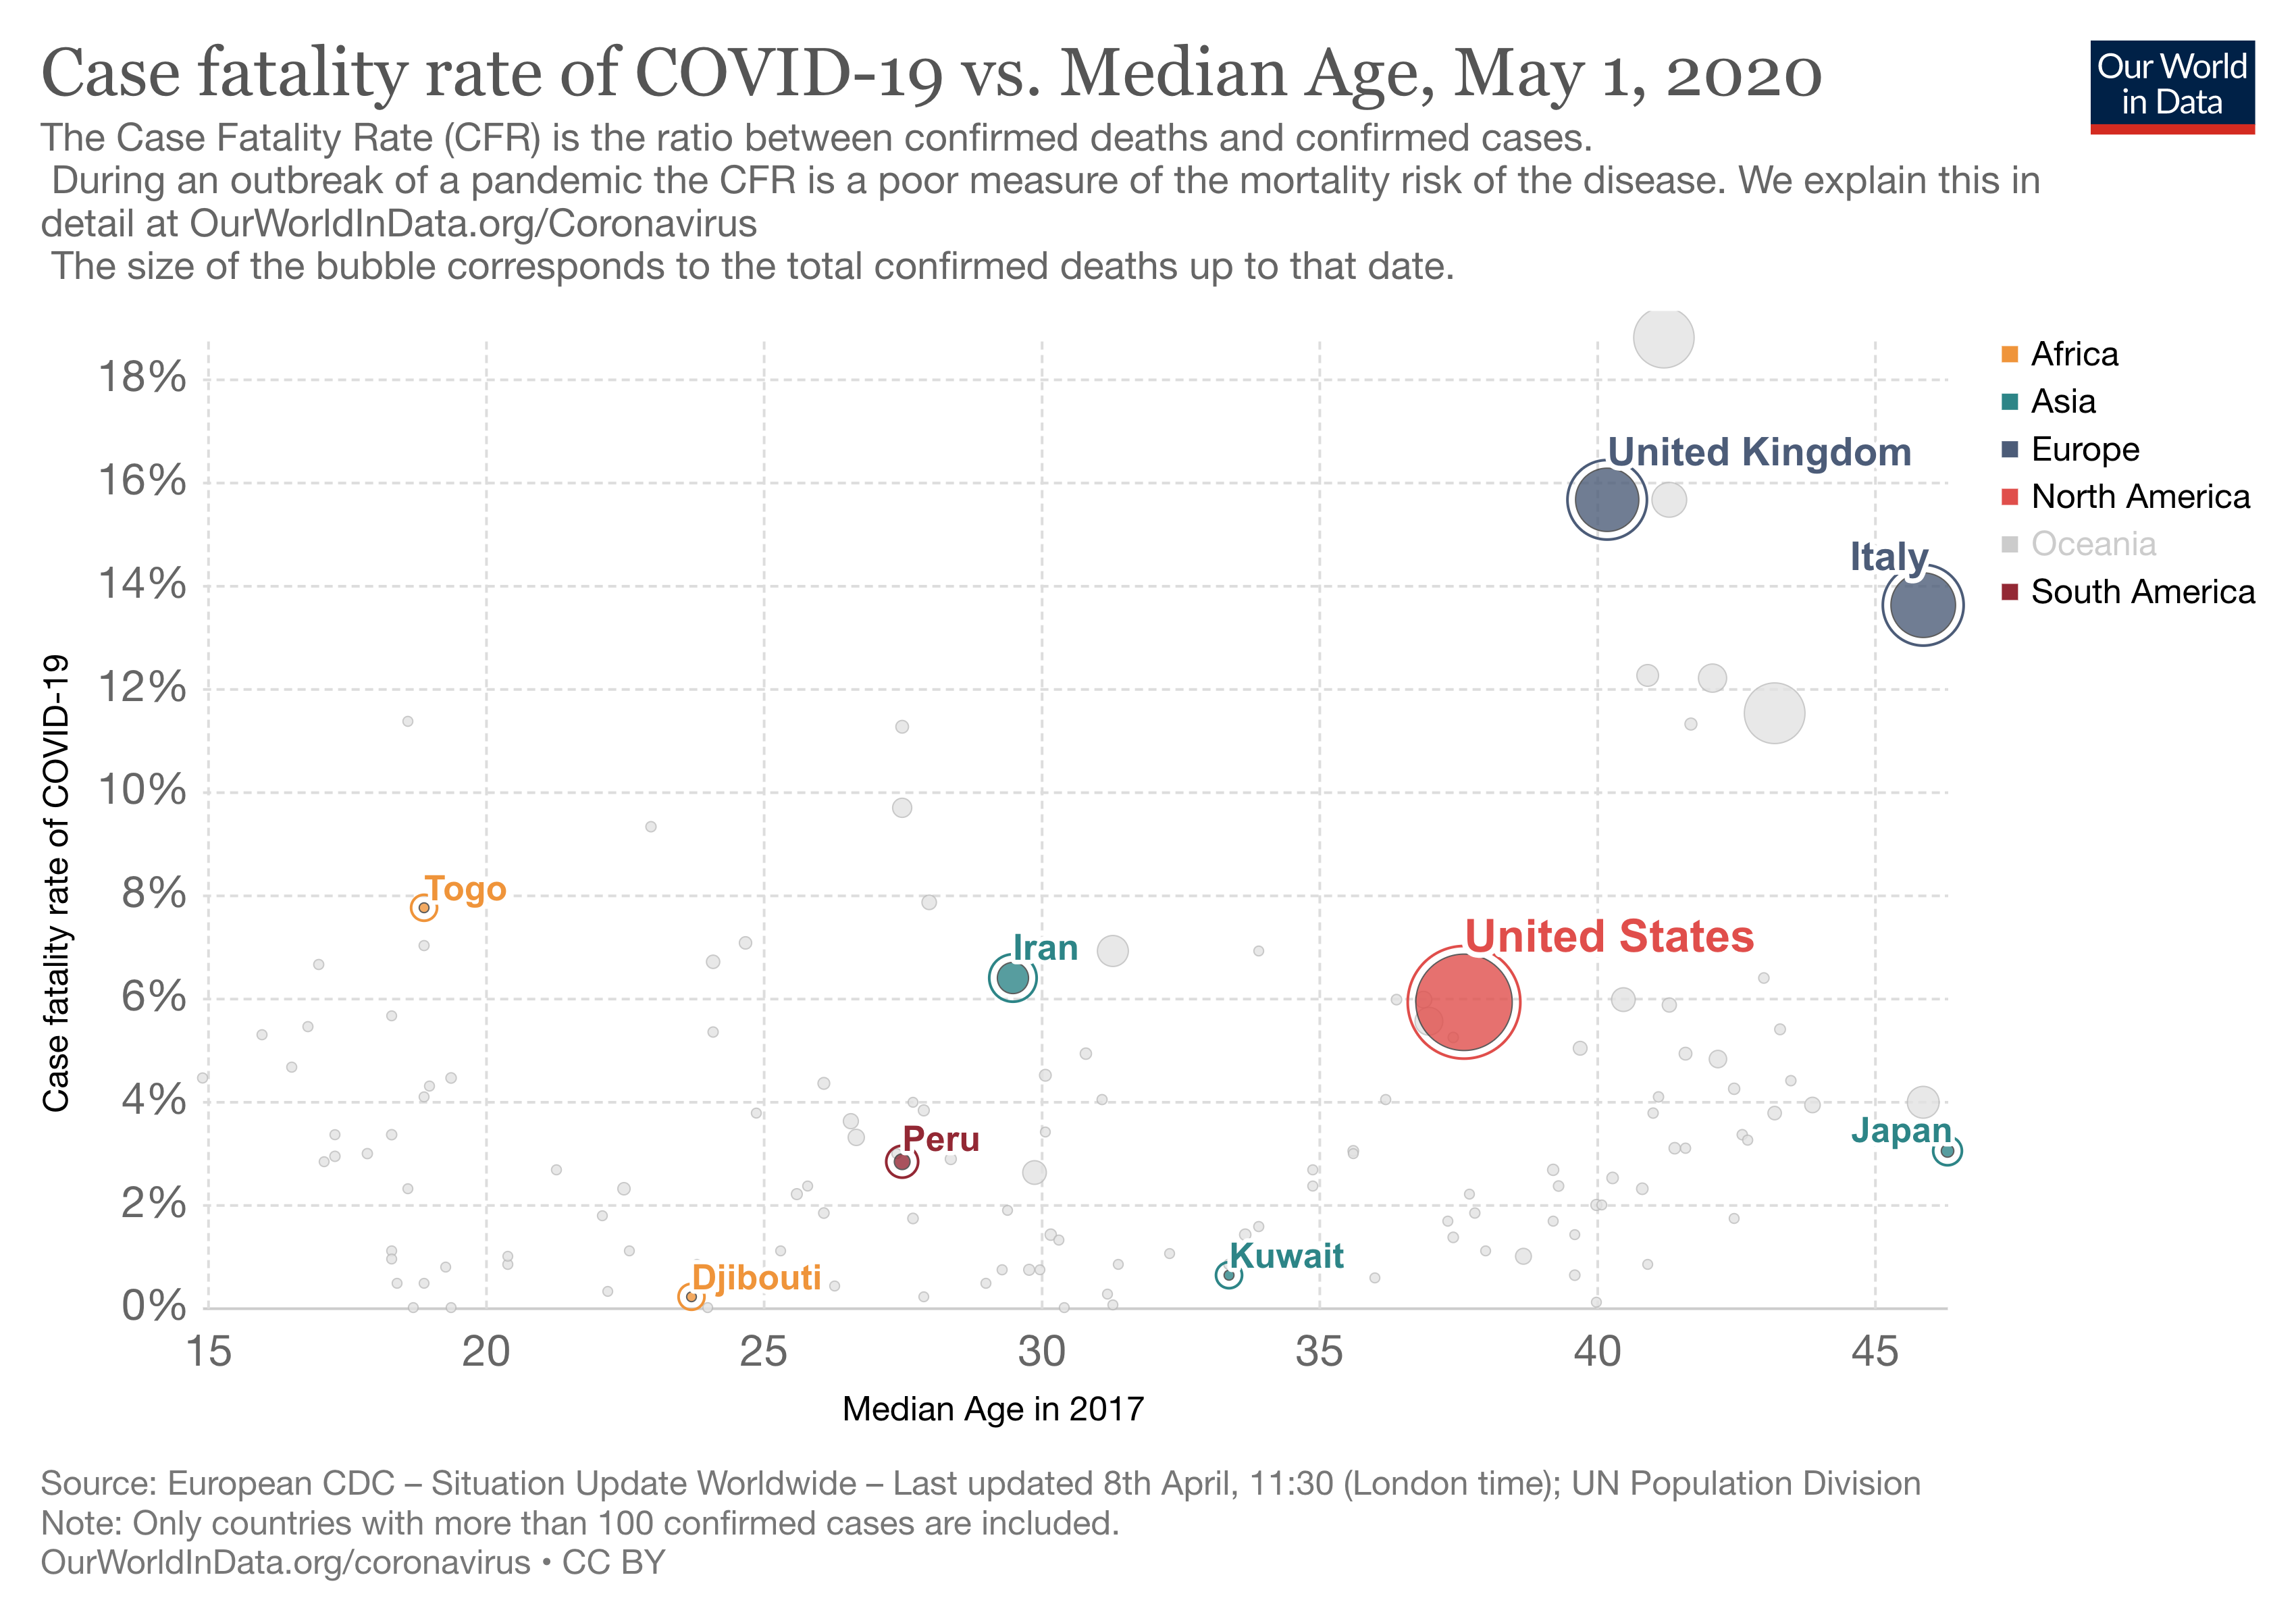 Case fatality rate of COVID-19 vs. Median Age, May 1, 2020
Our World
in Data
The Case Fatality Rate (CFR) is the ratio between confirmed deaths and confirmed cases.
During an outbreak of a pandemic the CFR is a poor measure of the mortality risk of the disease. We explain this in
detail at OurWorldInData.org/Coronavirus
The size of the bubble corresponds to the total confirmed deaths up to that date.
18%
16%
14%
12%
10%
8%
6%
4%
2%
0%
Case fatality rate of COVID-19
United Kingdom
Italy
Togo
Iran
United States
Peru
Japan
Kuwait
Djibouti
Africa
Asia
Europe
North America
Oceania
South America
15 20 25 30 35 40 45
Median Age in 2017
Source: European CDC – Situation Update Worldwide – Last updated 8th April, 11:30 (London time); UN Population Division
Note: Only countries with more than 100 confirmed cases are included.
OurWorldInData.org/coronavirus • CC BY